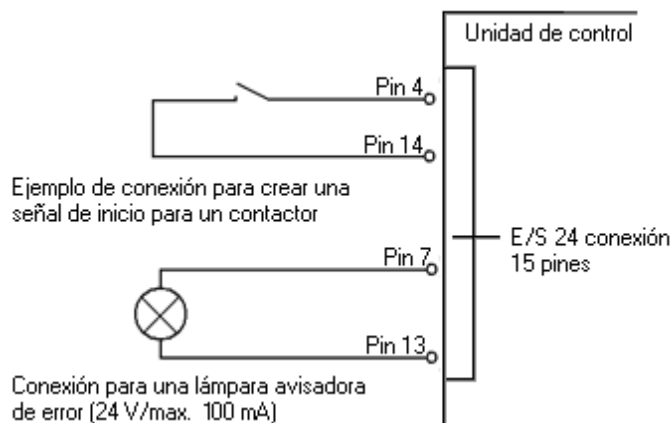 Unidad de control
Pin 4
Pin 14
Ejemplo de conexión para crear una
señal de inicio para un contactor
E/S 24 conexión
15 pines
Pin 7
Pin 13
Conexión para una lámpara avisadora
de error (24 V/max. 100 mA)